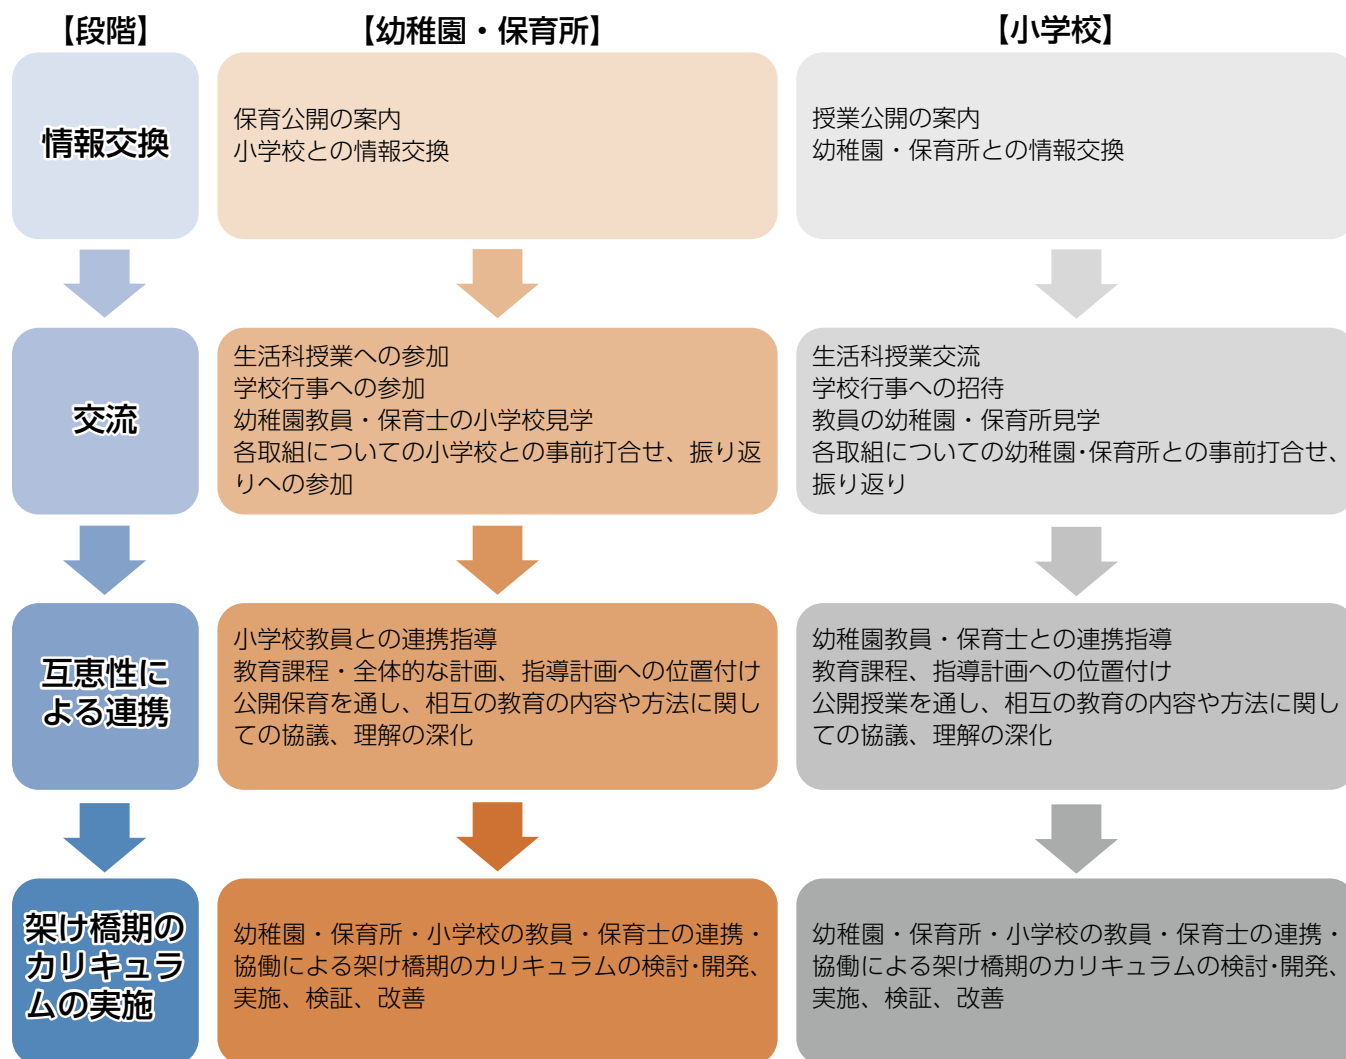 【段階】
【幼稚園・保育所】
【小学校】
情報交換
保育公開の案内
小学校との情報交換
授業公開の案内
幼稚園・保育所との情報交換
交流
生活科授業への参加
学校行事への参加
幼稚園教員・保育士の小学校見学
各取組についての小学校との事前打合せ、振り返
りへの参加
生活科授業交流
学校行事への招待
教員の幼稚園・保育所見学
各取組についての幼稚園･保育所との事前打合せ、
振り返り
互恵性に
よる連携
小学校教員との連携指導
教育課程・全体的な計画、指導計画への位置付け
公開保育を通し、相互の教育の内容や方法に関し
ての協議、理解の深化
幼稚園教員・保育士との連携指導
教育課程、指導計画への位置付け
公開授業を通し、相互の教育の内容や方法に関し
ての協議、理解の深化
架け橋期の
カリキュラ
ムの実施
幼稚園・保育所・小学校の教員・保育士の連携・
協働による架け橋期のカリキュラムの検討･開発、
実施、検証、改善
幼稚園・保育所・小学校の教員・保育士の連携・
協働による架け橋期のカリキュラムの検討･開発、
実施、検証、改善